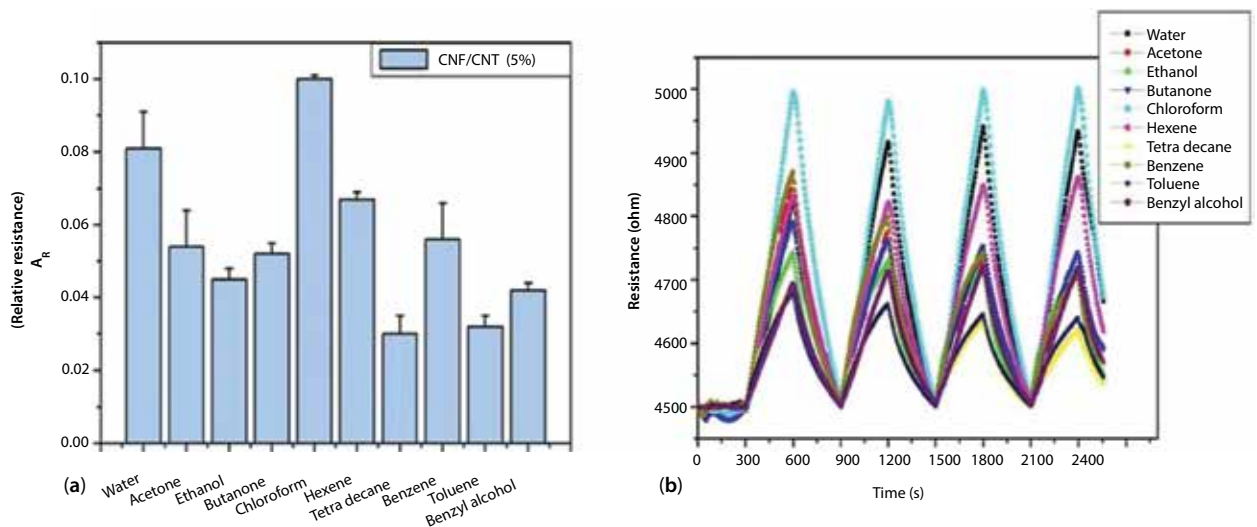 CNF/CNT (5%)
0.10
0.08
0.06
0.04
0.02
0.00
(Relative resistance)
A_R
Water
Acetone
Ethanol
Butanone
Chloroform
Hexene
Tetra decane
Benzene
Toluene
Benzyl alcohol
(a)
Water
Acetone
Ethanol
Butanone
Chloroform
Hexene
Tetra decane
Benzene
Toluene
Benzyl alcohol
5000
4900
4800
4700
4600
4500
Resistance (ohm)
0 300 600 900 1200 1500 1800 2100 2400
Time (s)
(b)